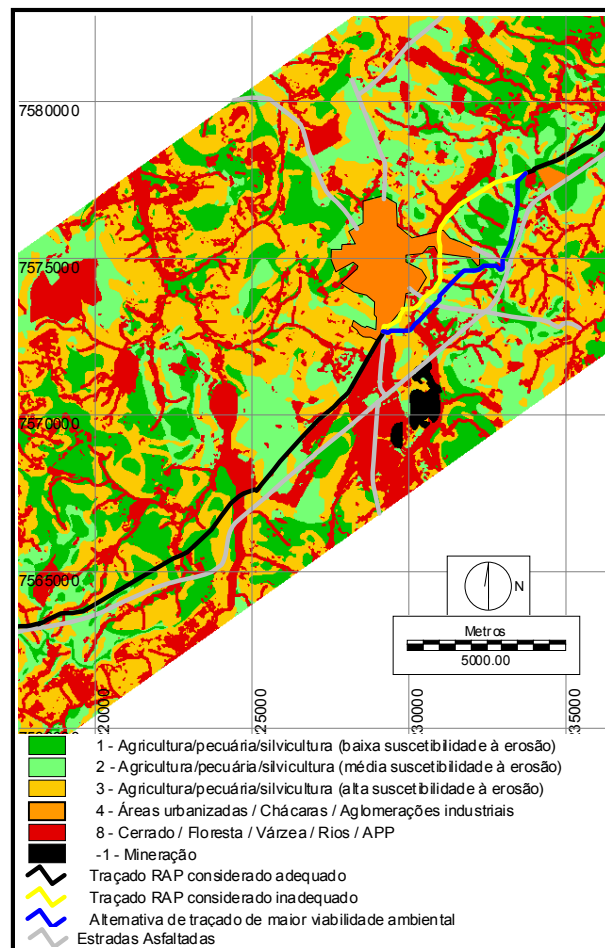 7580000
7575000
7570000
7565000
N
Metros
5000.00
20000
25000
30000
35000
1 - Agricultura/pecuária/silvicultura (baixa suscetibilidade à erosão)
2 - Agricultura/pecuária/silvicultura (média suscetibilidade à erosão)
3 - Agricultura/pecuária/silvicultura (alta suscetibilidade à erosão)
4 - Áreas urbanizadas / Chácaras / Aglomerações industriais
8 - Cerrado / Floresta / Várzea / Rios / APP
-1 - Mineração
Traçado RAP considerado adequado
Traçado RAP considerado inadequado
Alternativa de traçado de maior viabilidade ambiental
Estradas Asfaltadas